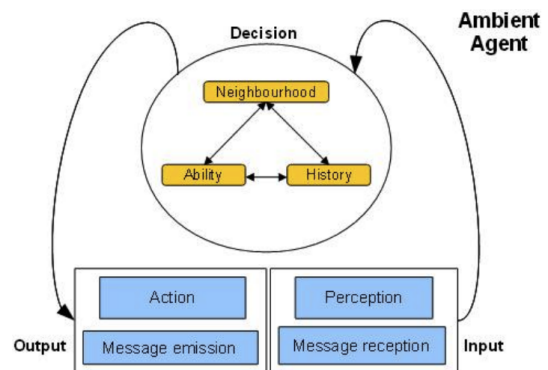 Ambient
Agent
Decision
Neighbourhood
Ability
History
Action
Perception
Output
Message emission
Message reception
Input